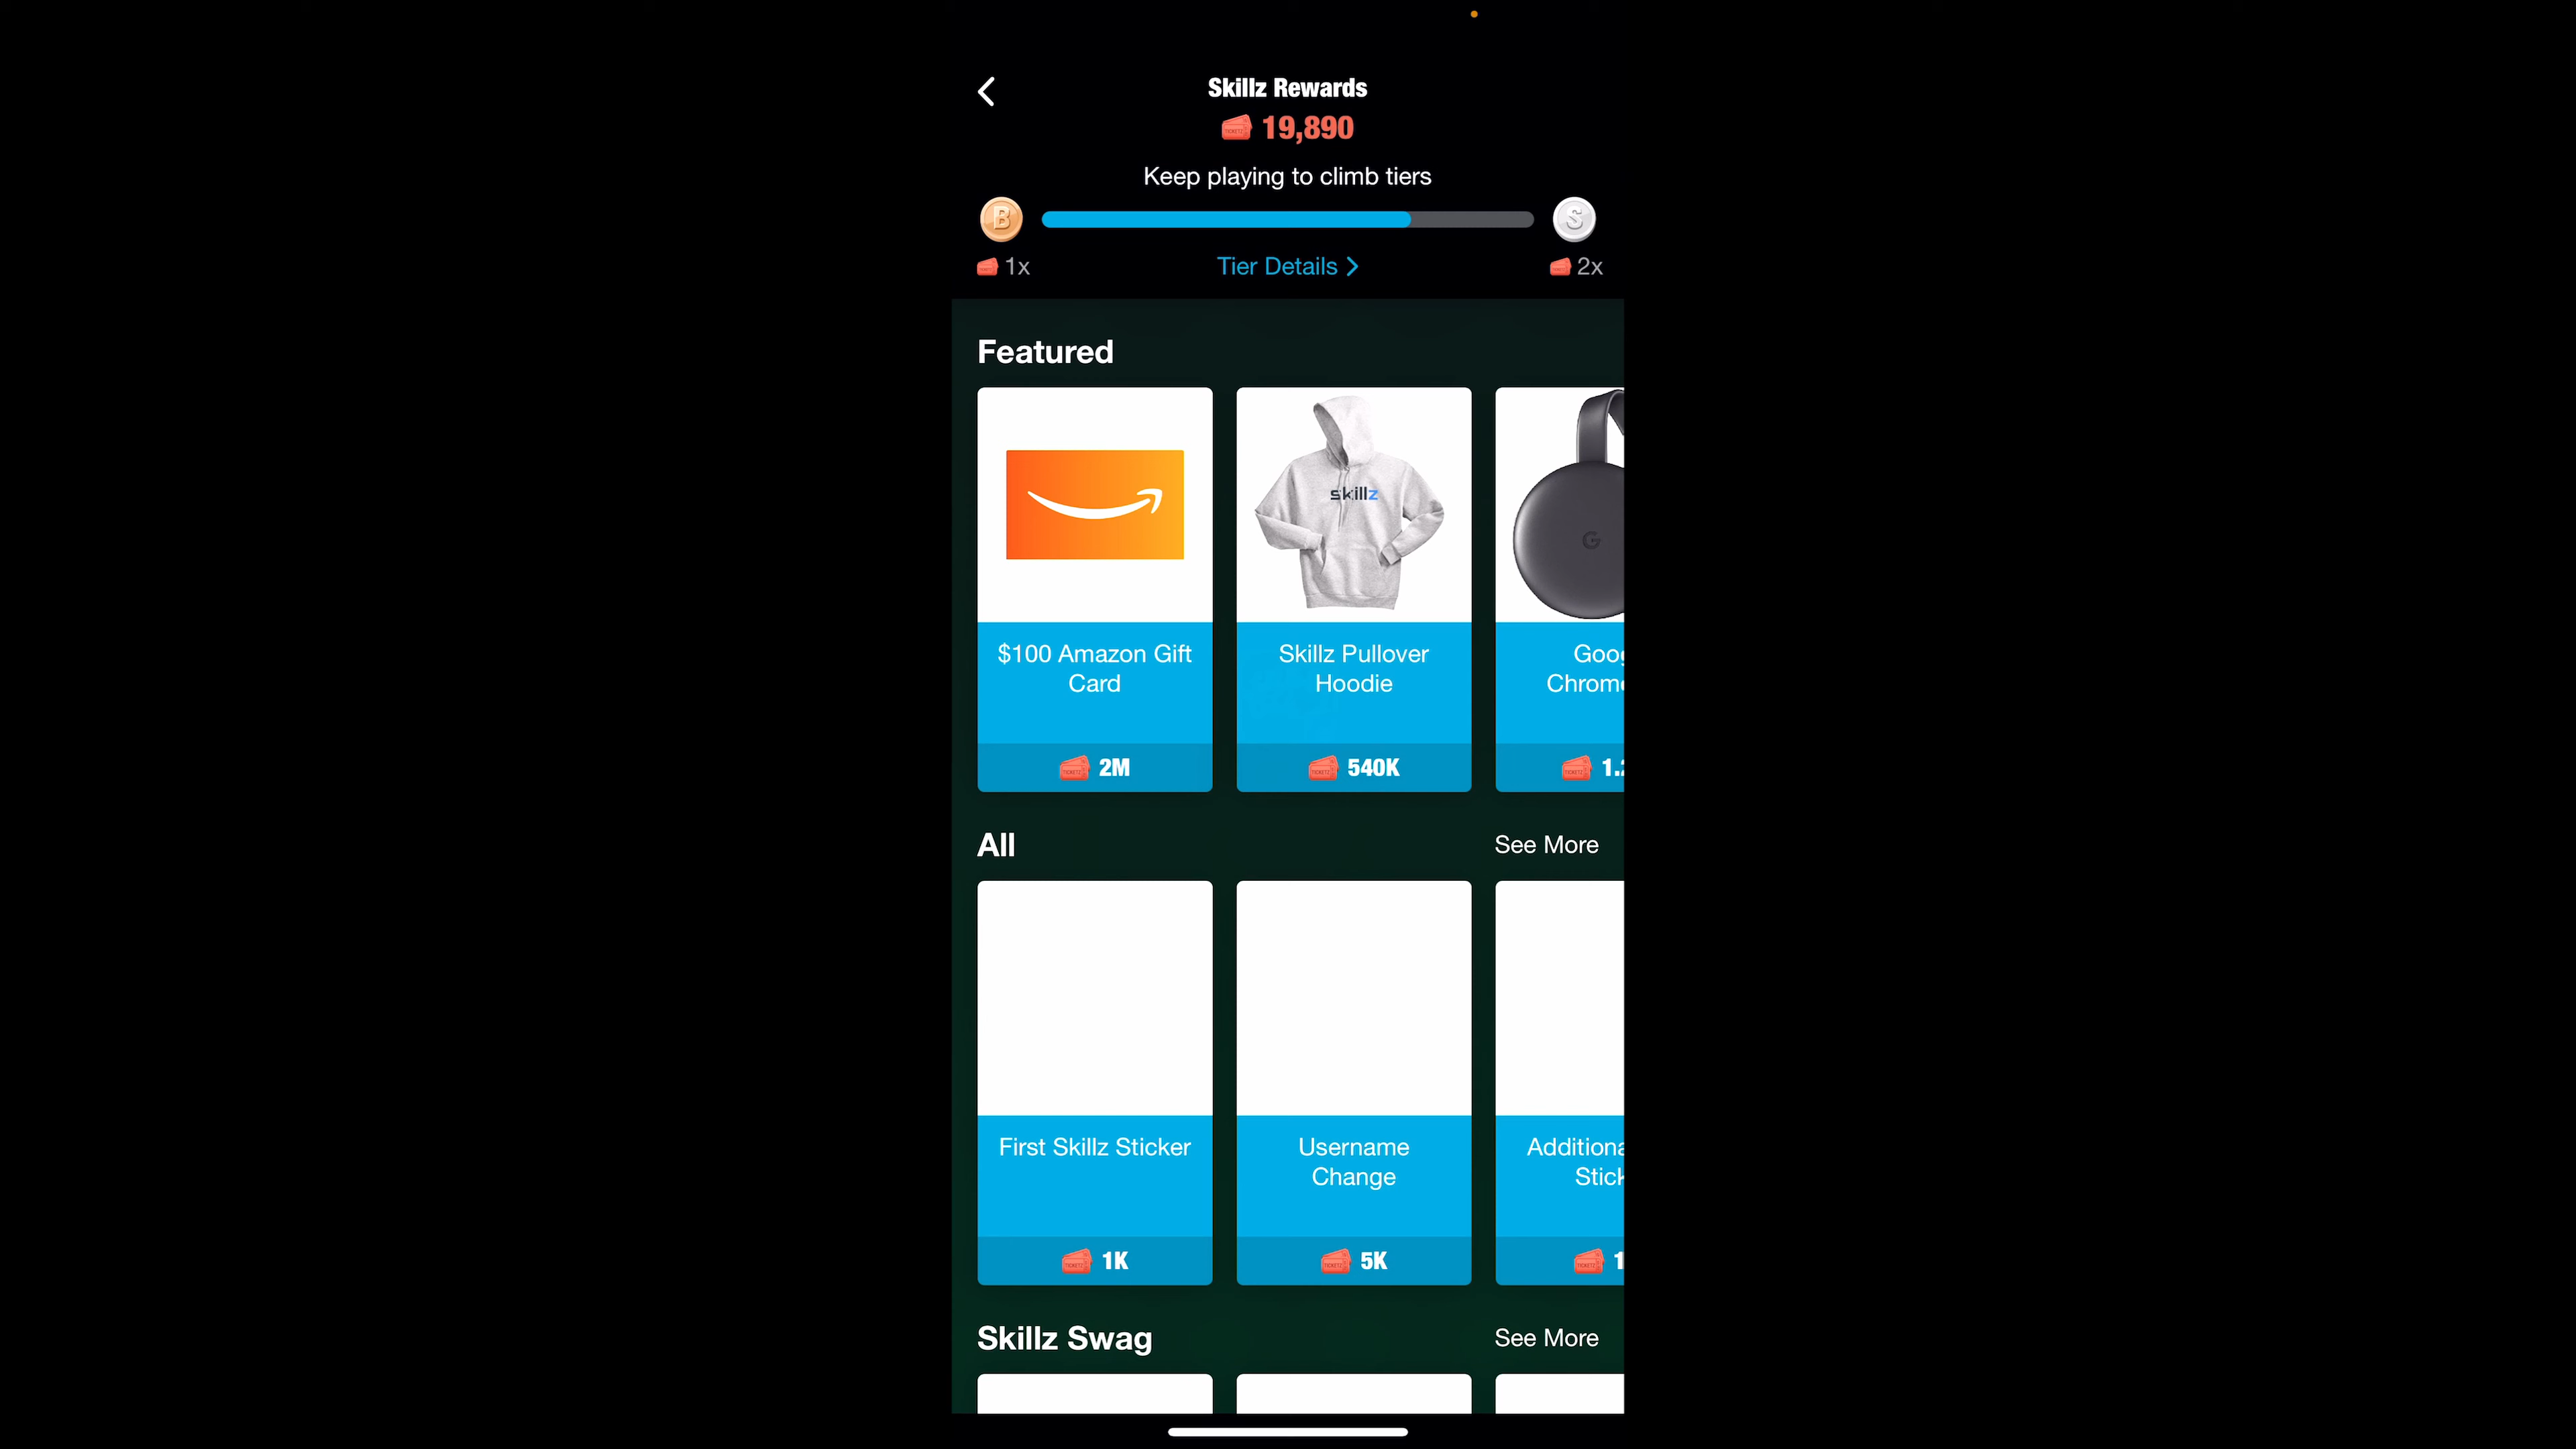 Skillz Rewards
19,890
Keep playing to climb tiers
B
S
1x
Tier Details
2x
Featured
skillz
G
$100 Amazon Gift
Card
Skillz Pullover
Hoodie
2M
540K
All
See More
First Skillz Sticker
Username
Change
1K
5K
Skillz Swag
See More